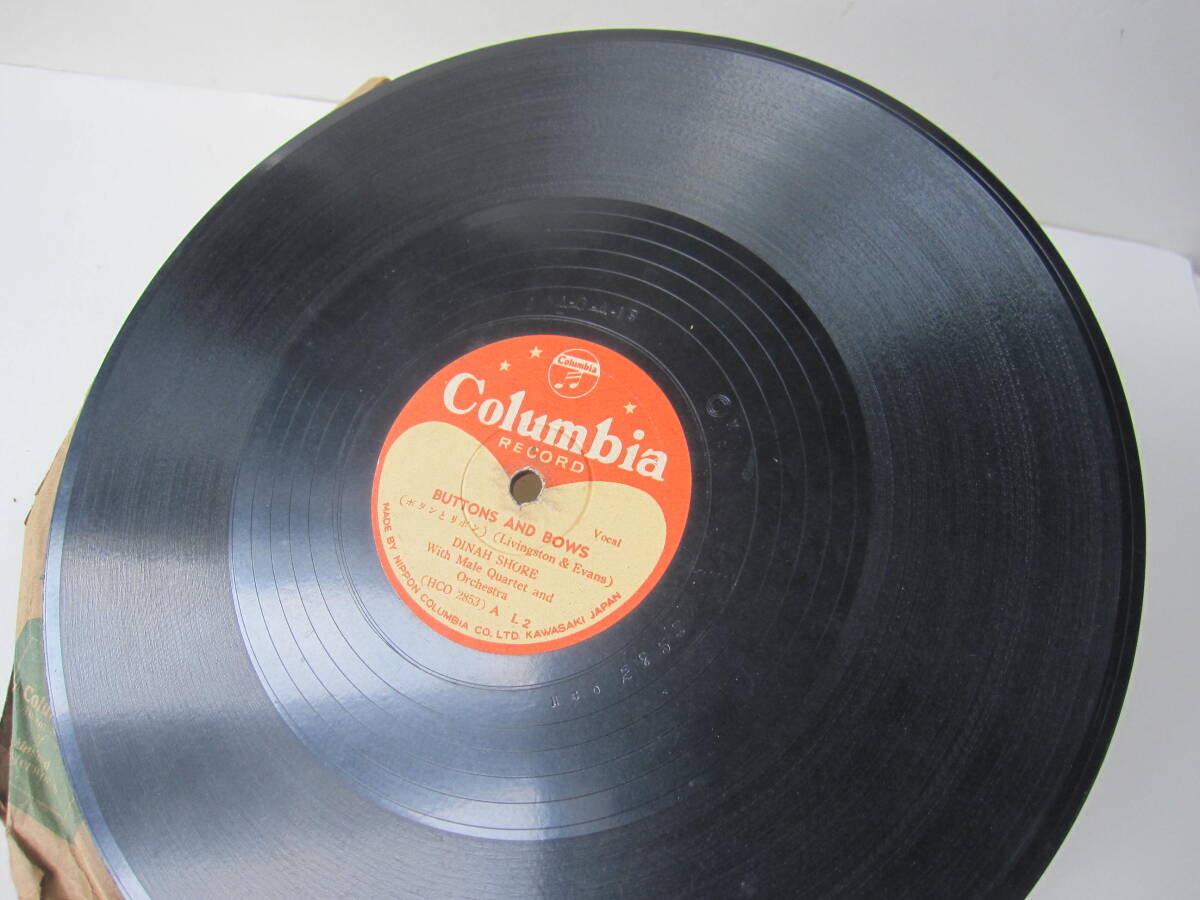 Columbia
Columbia
RECORD
BUTTONS AND BOWS
(ボタンとリボン) (Livingston & Evans)
Vocal
DINAH SHORE
With Male Quartet and
Orchestra
(HCO 2853) A L2
MADE BY NIPPON COLUMBIA CO., LTD. KAWASAKI JAPAN